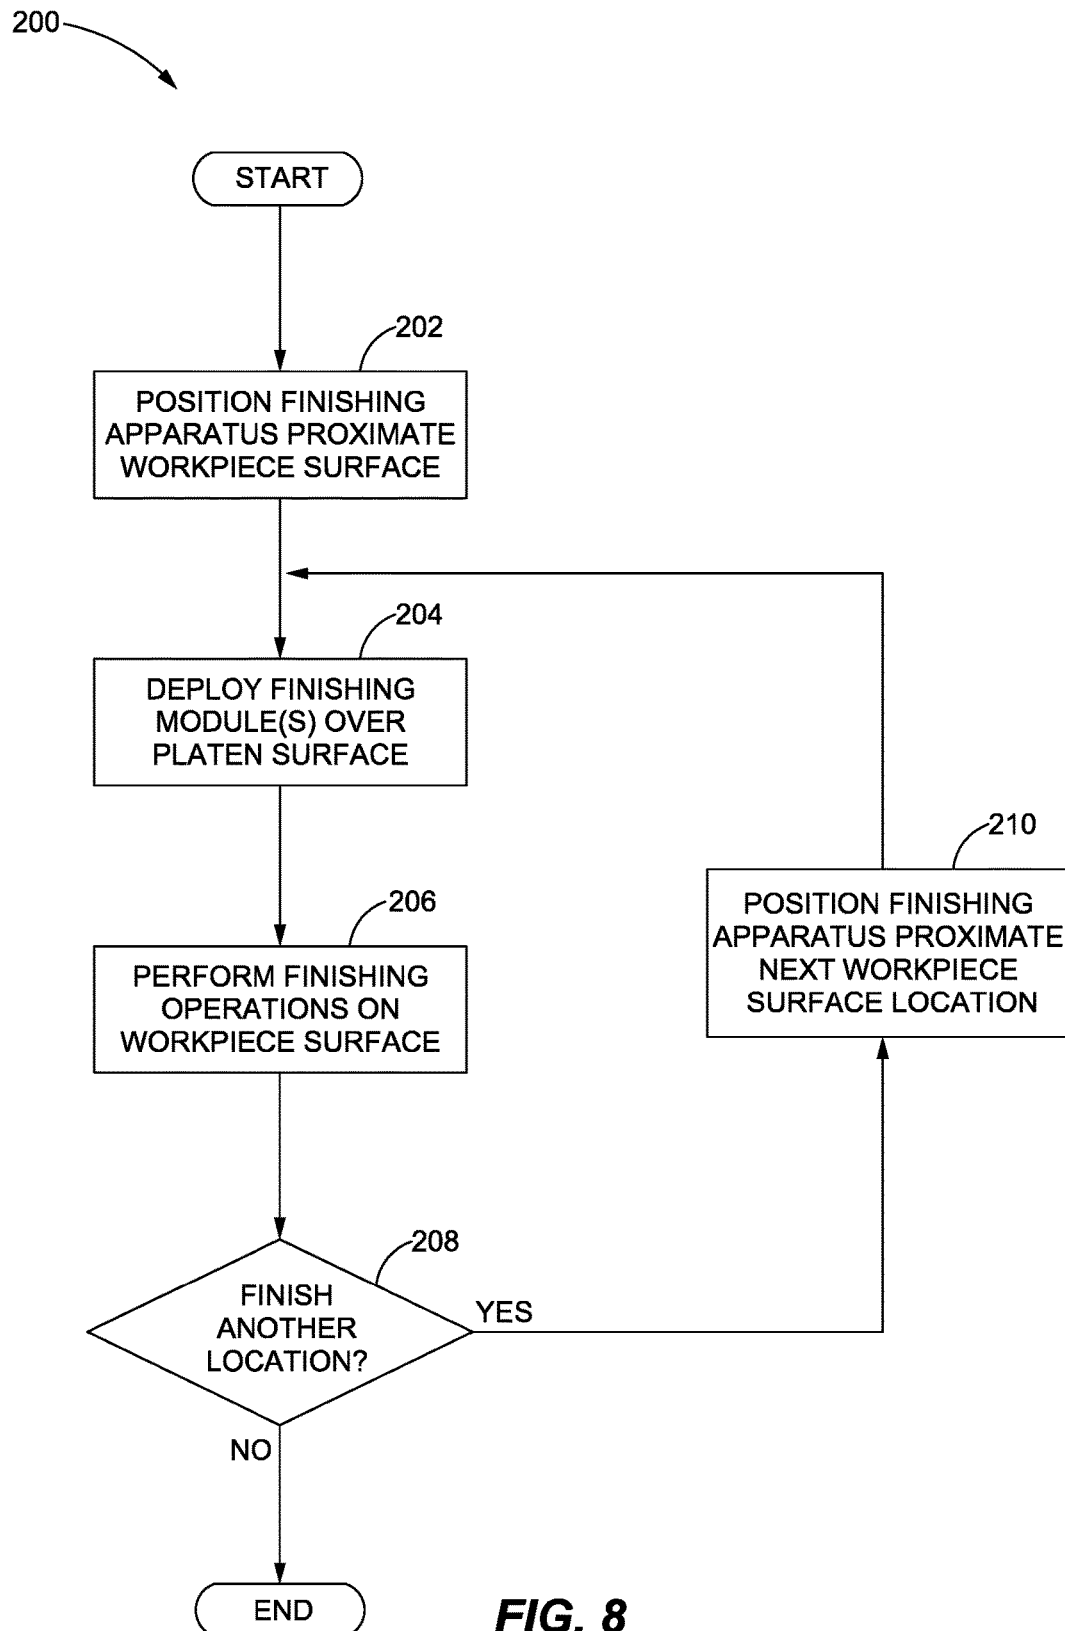 200
START
202
POSITION FINISHING
APPARATUS PROXIMATE
WORKPIECE SURFACE
204
DEPLOY FINISHING
MODULE(S) OVER
PLATEN SURFACE
206
PERFORM FINISHING
OPERATIONS ON
WORKPIECE SURFACE
210
POSITION FINISHING
APPARATUS PROXIMATE
NEXT WORKPIECE
SURFACE LOCATION
208
FINISH
ANOTHER
LOCATION?
YES
NO
END
FIG. 8